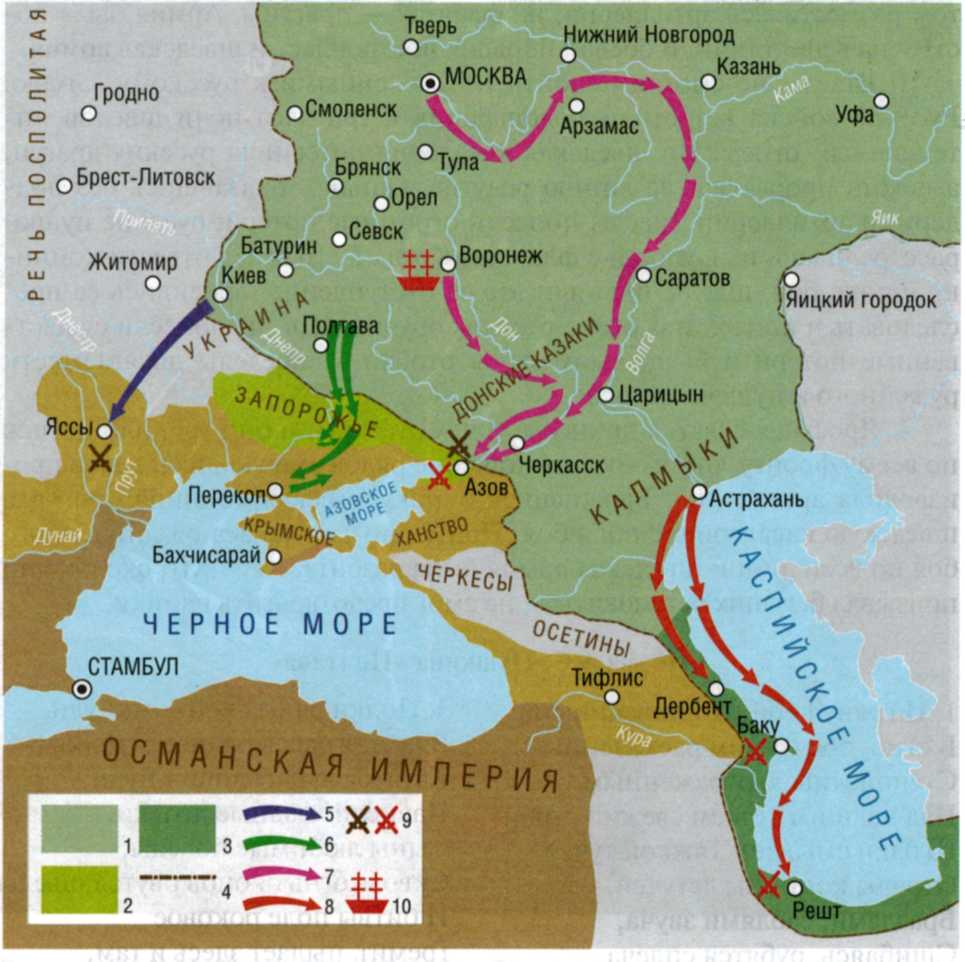 РЕЧЬ ПОСПОЛИТАЯ
Тверь
Нижний Новгород
МОСКВА
Казань
Кама
Гродно
Смоленск
Арзамас
Уфа
Тула
Брянск
Брест-Литовск
Орел
Припять
Севск
Яик
Батурин
Житомир
Киев
Воронеж
Саратов
Яицкий городок
УКРАИНА
Днестр
Днепр
Полтава
Дон
ДОНСКИЕ КАЗАКИ
Волга
ЗАПОРОЖЬЕ
Царицын
Яссы
Прут
Черкасск
КАЛМЫКИ
Перекоп
АЗОВСКОЕ
МОРЕ
Азов
Астрахань
Дунай
КРЫМСКОЕ
ХАНСТВО
Бахчисарай
ЧЕРКЕСЫ
КАСПИЙСКОЕ МОРЕ
ЧЕРНОЕ МОРЕ
ОСЕТИНЫ
СТАМБУЛ
Тифлис
Дербент
Кура
Баку
ОСМАНСКАЯ ИМПЕРИЯ
Решт
1
2
3
4
5
6
7
8
9
10